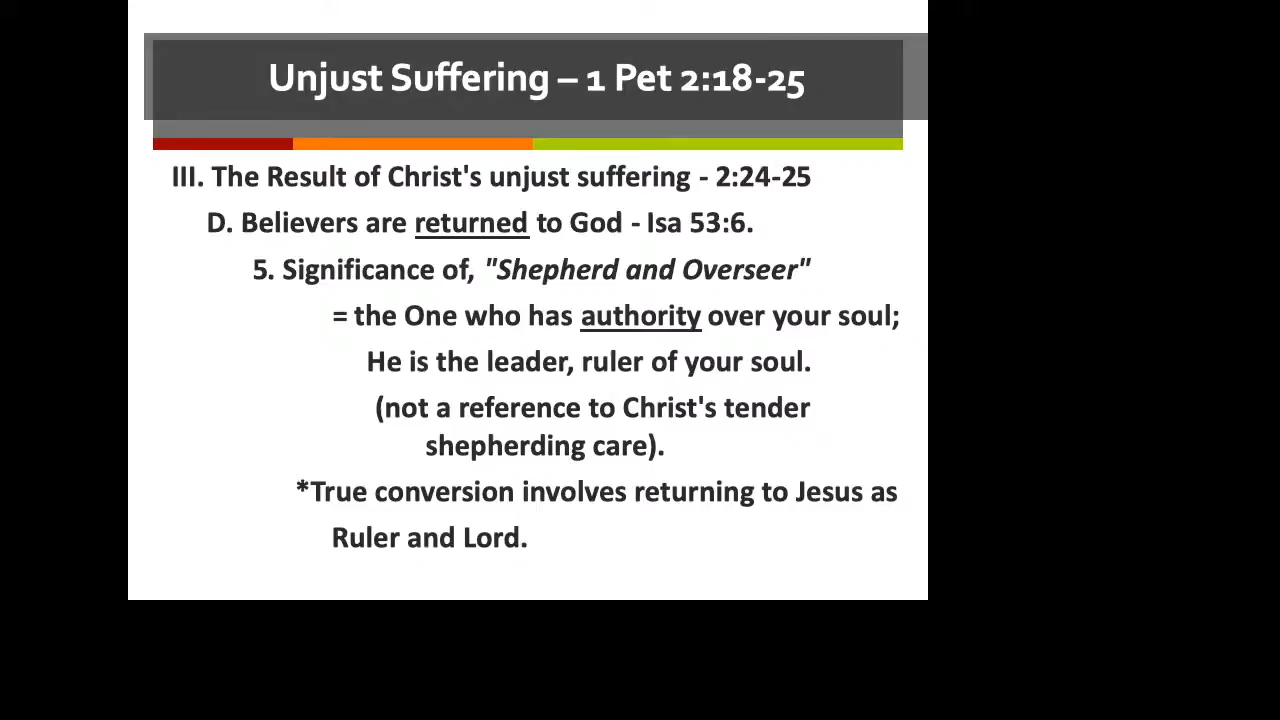 Unjust Suffering – 1 Pet 2:18-25
III. The Result of Christ's unjust suffering - 2:24-25
D. Believers are returned to God - Isa 53:6.
5. Significance of, "Shepherd and Overseer"
= the One who has authority over your soul;
He is the leader, ruler of your soul.
(not a reference to Christ's tender
shepherding care).
*True conversion involves returning to Jesus as
Ruler and Lord.